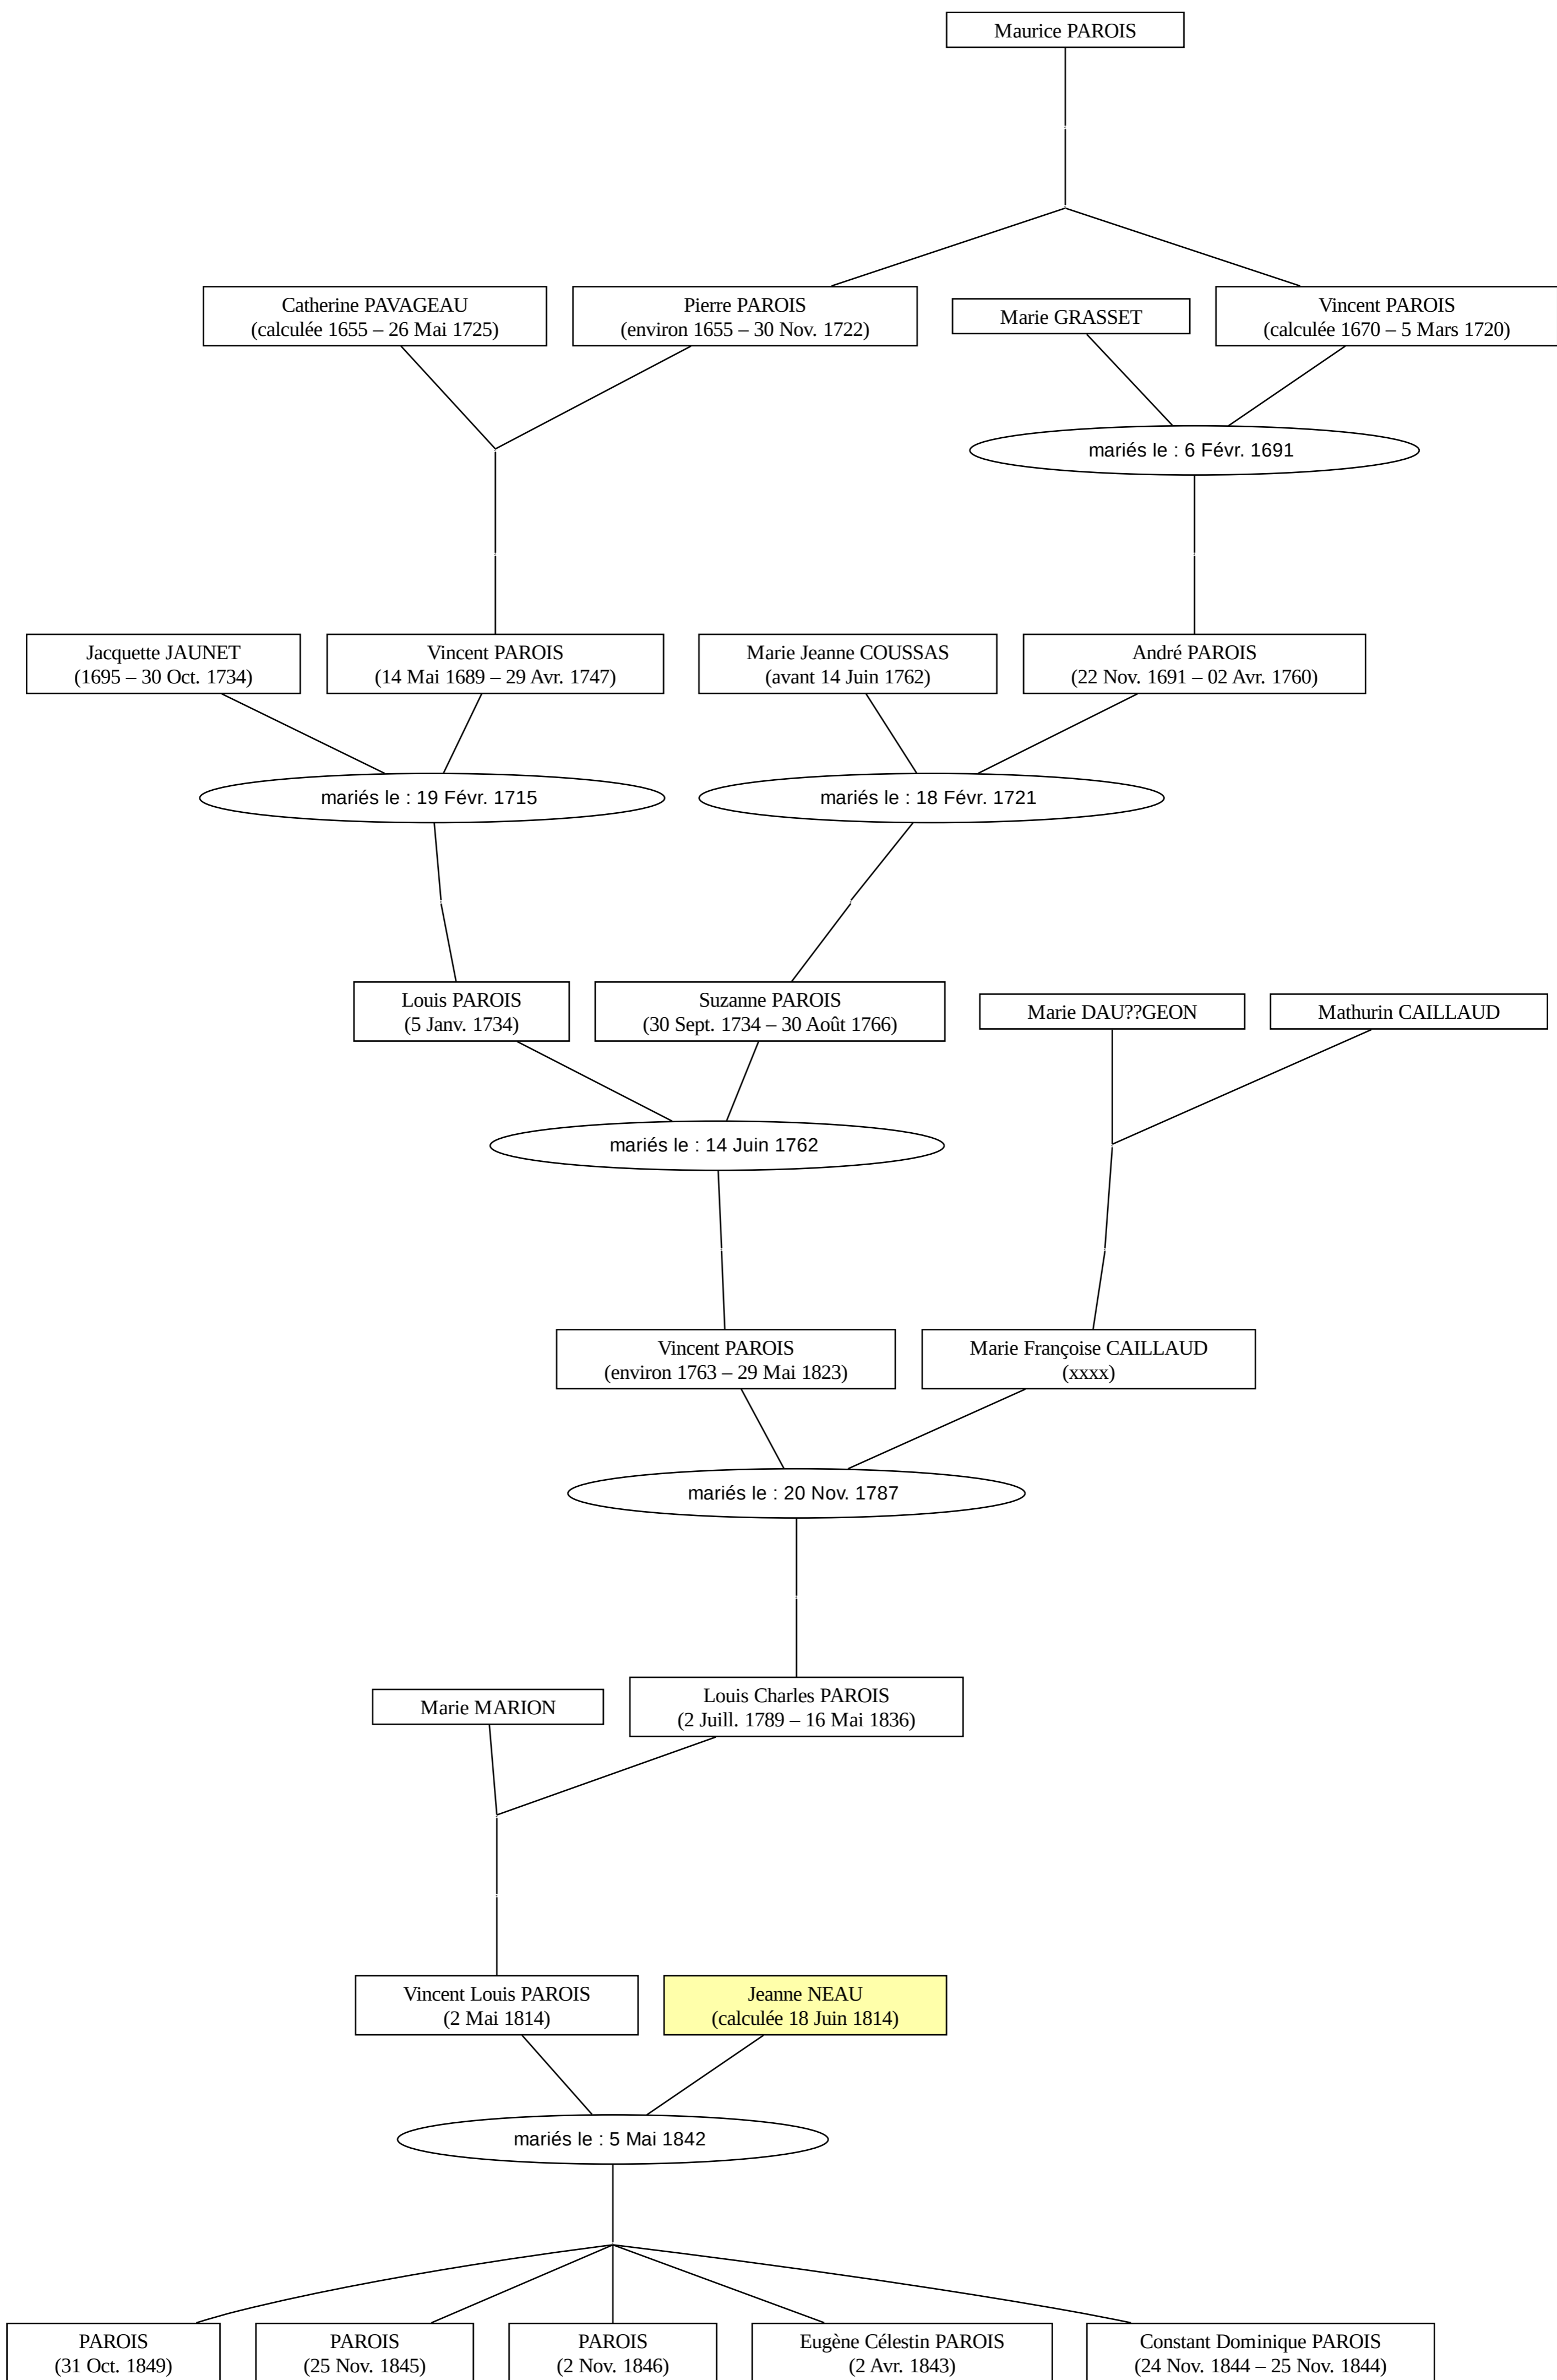 Maurice PAROIS
Catherine PAVAGEAU
(calculée 1655 – 26 Mai 1725)
Pierre PAROIS
(environ 1655 – 30 Nov. 1722)
Marie GRASSET
Vincent PAROIS
(calculée 1670 – 5 Mars 1720)
mariés le : 6 Févr. 1691
Jacquette JAUNET
(1695 – 30 Oct. 1734)
Vincent PAROIS
(14 Mai 1689 – 29 Avr. 1747)
Marie Jeanne COUSSAS
(avant 14 Juin 1762)
André PAROIS
(22 Nov. 1691 – 02 Avr. 1760)
mariés le : 19 Févr. 1715
mariés le : 18 Févr. 1721
Louis PAROIS
(5 Janv. 1734)
Suzanne PAROIS
(30 Sept. 1734 – 30 Août 1766)
Marie DAU??GEON
Mathurin CAILLAUD
mariés le : 14 Juin 1762
Vincent PAROIS
(environ 1763 – 29 Mai 1823)
Marie Françoise CAILLAUD
(xxxx)
mariés le : 20 Nov. 1787
Marie MARION
Louis Charles PAROIS
(2 Juill. 1789 – 16 Mai 1836)
Vincent Louis PAROIS
(2 Mai 1814)
Jeanne NEAU
(calculée 18 Juin 1814)
mariés le : 5 Mai 1842
PAROIS
(31 Oct. 1849)
PAROIS
(25 Nov. 1845)
PAROIS
(2 Nov. 1846)
Eugène Célestin PAROIS
(2 Avr. 1843)
Constant Dominique PAROIS
(24 Nov. 1844 – 25 Nov. 1844)